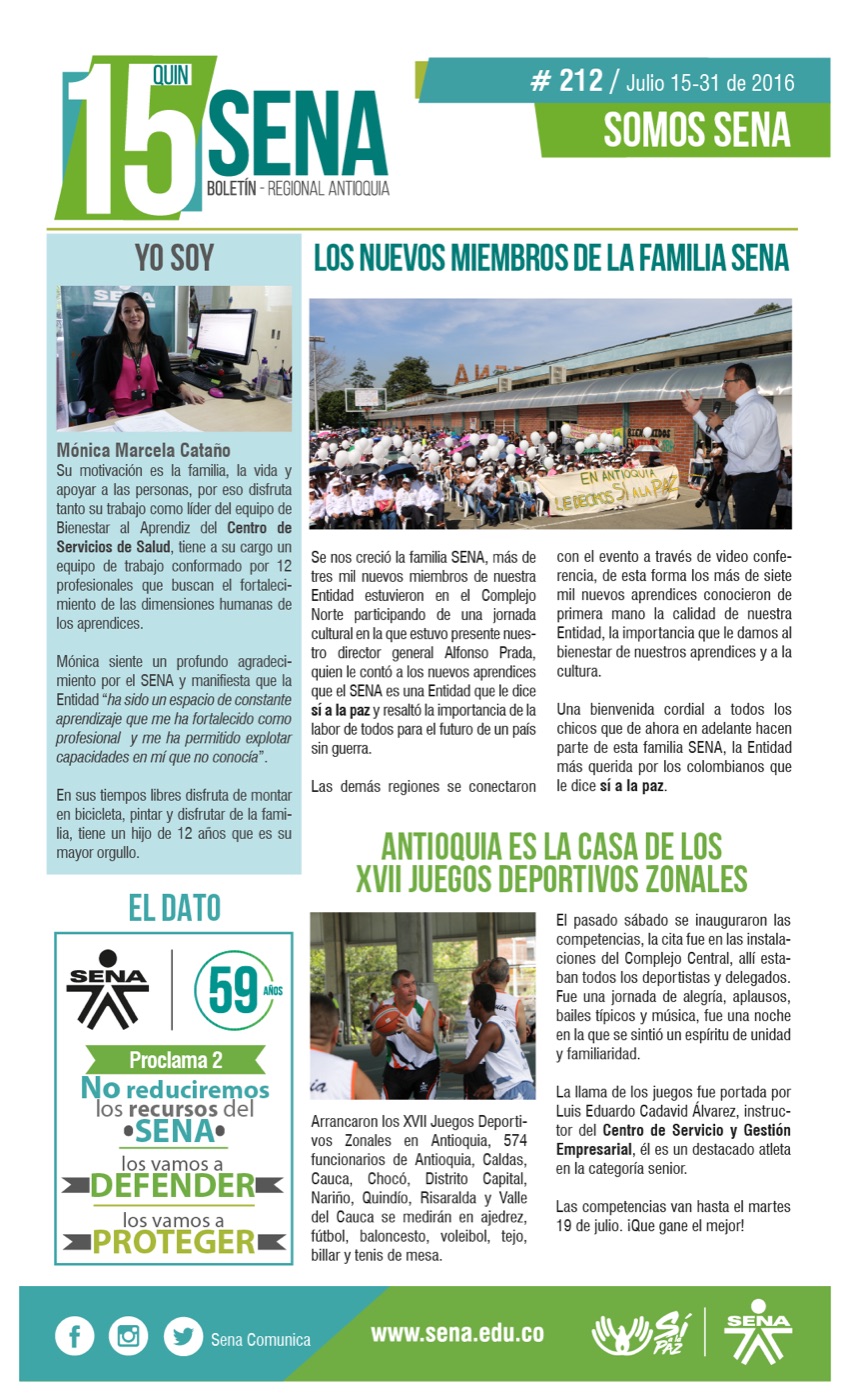 QUIN
15 SENA
BOLETÍN - REGIONAL ANTIOQUIA
# 212 / Julio 15-31 de 2016
SOMOS SENA
YO SOY
SENA
Mónica Marcela Cataño
Su motivación es la familia, la vida y
apoyar a las personas, por eso disfruta
tanto su trabajo como líder del equipo de
Bienestar al Aprendiz del Centro de
Servicios de Salud, tiene a su cargo un
equipo de trabajo conformado por 12
profesionales que buscan el fortaleci-
miento de las dimensiones humanas de
los aprendices.
Mónica siente un profundo agradeci-
miento por el SENA y manifiesta que la
Entidad “ha sido un espacio de constante
aprendizaje que me ha fortalecido como
profesional y me ha permitido explotar
capacidades en mí que no conocía”.
En sus tiempos libres disfruta de montar
en bicicleta, pintar y disfrutar de la fami-
lia, tiene un hijo de 12 años que es su
mayor orgullo.
EL DATO
SENA
59 AÑOS
Proclama 2
No reduciremos
los recursos del
•SENA•
los vamos a
DEFENDER
los vamos a
PROTEGER
LOS NUEVOS MIEMBROS DE LA FAMILIA SENA
SENA
BIENVENIDOS
EN ANTIOQUIA
LE DECIMOS SÍ A LA PAZ
Se nos creció la familia SENA, más de
tres mil nuevos miembros de nuestra
Entidad estuvieron en el Complejo
Norte participando de una jornada
cultural en la que estuvo presente nues-
tro director general Alfonso Prada,
quien le contó a los nuevos aprendices
que el SENA es una Entidad que le dice
sí a la paz y resaltó la importancia de la
labor de todos para el futuro de un país
sin guerra.
Las demás regiones se conectaron
con el evento a través de video confe-
rencia, de esta forma los más de siete
mil nuevos aprendices conocieron de
primera mano la calidad de nuestra
Entidad, la importancia que le damos al
bienestar de nuestros aprendices y a la
cultura.
Una bienvenida cordial a todos los
chicos que de ahora en adelante hacen
parte de esta familia SENA, la Entidad
más querida por los colombianos que
le dice sí a la paz.
ANTIOQUIA ES LA CASA DE LOS
XVII JUEGOS DEPORTIVOS ZONALES
Arrancaron los XVII Juegos Deporti-
vos Zonales en Antioquia, 574
funcionarios de Antioquia, Caldas,
Cauca, Chocó, Distrito Capital,
Nariño, Quindío, Risaralda y Valle
del Cauca se medirán en ajedrez,
fútbol, baloncesto, voleibol, tejo,
billar y tenis de mesa.
El pasado sábado se inauguraron las
competencias, la cita fue en las instala-
ciones del Complejo Central, allí esta-
ban todos los deportistas y delegados.
Fue una jornada de alegría, aplausos,
bailes típicos y música, fue una noche
en la que se sintió un espíritu de unidad
y familiaridad.
La llama de los juegos fue portada por
Luis Eduardo Cadavid Álvarez, instruc-
tor del Centro de Servicio y Gestión
Empresarial, él es un destacado atleta
en la categoría senior.
Las competencias van hasta el martes
19 de julio. ¡Que gane el mejor!
Sena Comunica
www.sena.edu.co
Sí
a la
PAZ
SENA